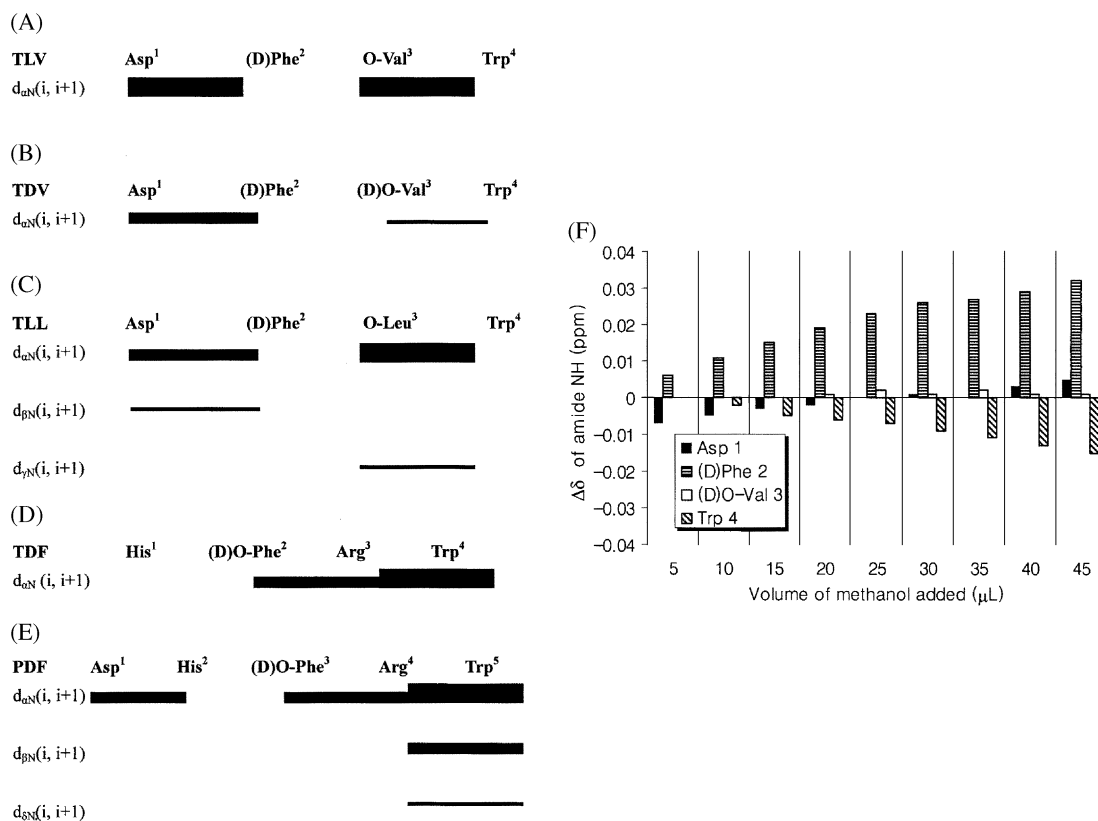 (A)
TLV Asp¹ (D)Phe² O-Val³ Trp⁴
dαN(i, i+1)
(B)
TDV Asp¹ (D)Phe² (D)O-Val³ Trp⁴
dαN(i, i+1)
(C)
TLL Asp¹ (D)Phe² O-Leu³ Trp⁴
dαN(i, i+1)
dβN(i, i+1)
dγN(i, i+1)
(D)
TDF His¹ (D)O-Phe² Arg³ Trp⁴
dαN (i, i+1)
(E)
PDF Asp¹ His² (D)O-Phe³ Arg⁴ Trp⁵
dαN(i, i+1)
dβN(i, i+1)
dδN(i, i+1)
(F)
Δδ of amide NH (ppm)
0.04
0.03
0.02
0.01
0
−0.01
−0.02
−0.03
−0.04
Asp 1
(D)Phe 2
(D)O−Val 3
Trp 4
5 10 15 20 25 30 35 40 45
Volume of methanol added (μL)